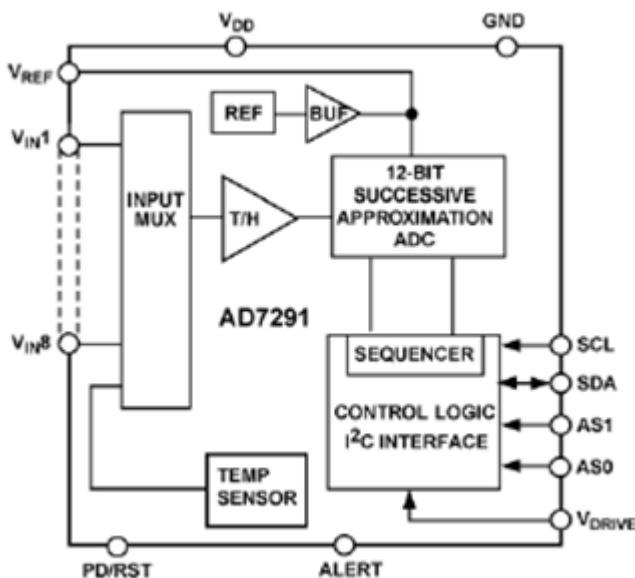 VDD
GND
VREF
REF
BUF
VIN1
12-BIT
SUCCESSIVE
APPROXIMATION
ADC
INPUT
MUX
T/H
AD7291
VIN8
SEQUENCER
SCL
SDA
CONTROL LOGIC
I2C INTERFACE
AS1
AS0
TEMP
SENSOR
VDRIVE
PD/RST
ALERT